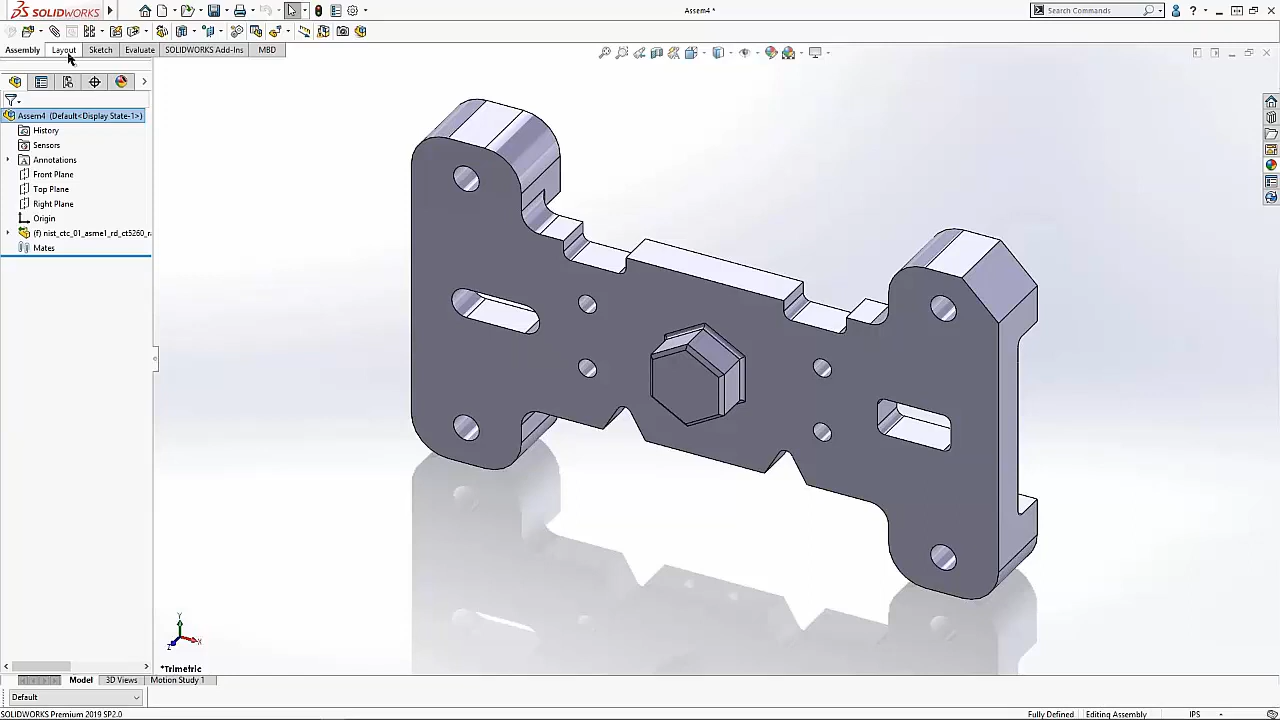 SOLIDWORKS
Assem4 *
Search Commands
Assembly Layout Sketch Evaluate SOLIDWORKS Add-Ins MBD
Assem4 (Default<Display State-1>)
History
Sensors
Annotations
Front Plane
Top Plane
Right Plane
Origin
(f) nist_ctc_01_asme1_rd_ct5260_r
Mates
Y
X
Z
*Trimetric
Model 3D Views Motion Study 1
Default
SOLIDWORKS Premium 2019 SP2.0 Fully Defined Editing Assembly IPS